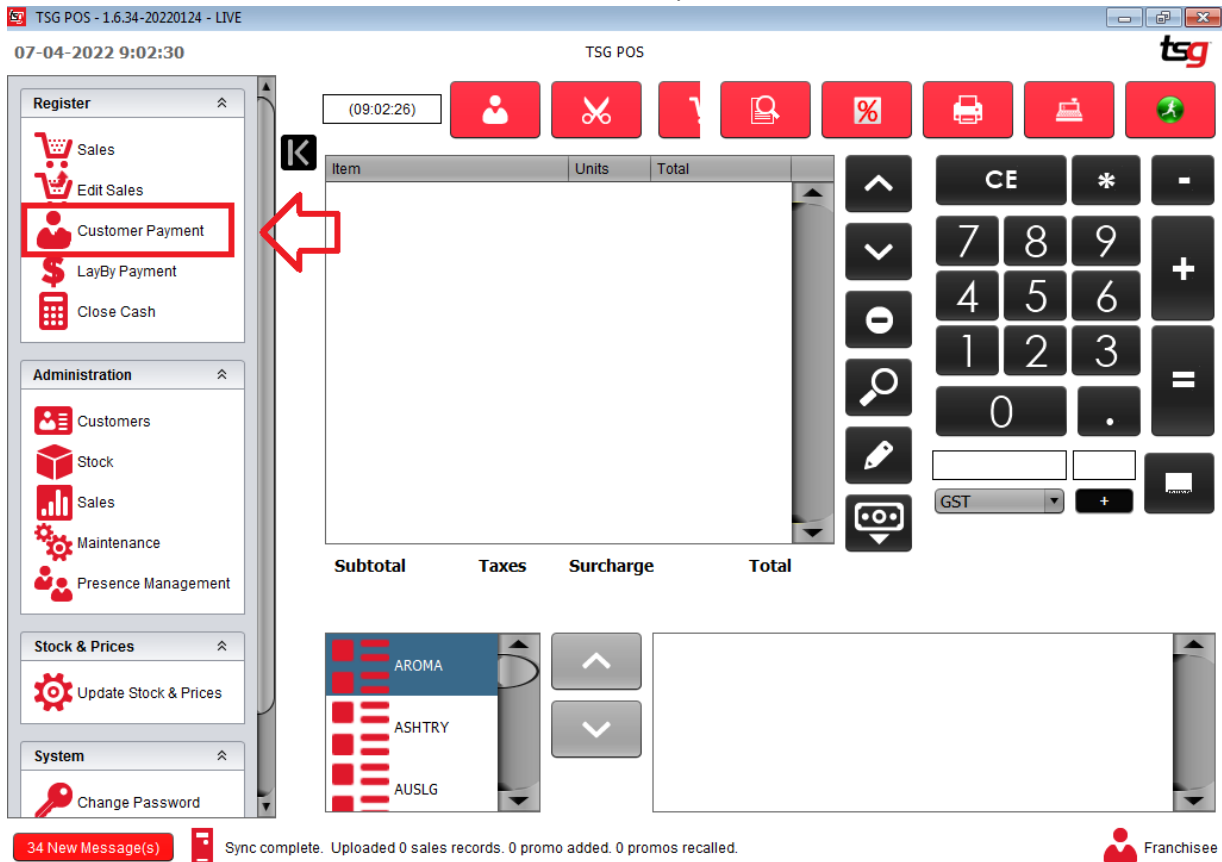 TSG POS - 1.6.34-20220124 - LIVE
07-04-2022 9:02:30
TSG POS
tsg
Register
Sales
Edit Sales
Customer Payment
LayBy Payment
Close Cash
Administration
Customers
Stock
Sales
Maintenance
Presence Management
Stock & Prices
Update Stock & Prices
System
Change Password
(09:02:26)
%
Item Units Total
CE * -
7 8 9 +
4 5 6
1 2 3 =
0 .
GST +
Subtotal Taxes Surcharge Total
AROMA
ASHTRY
AUSLG
34 New Message(s) Sync complete. Uploaded 0 sales records. 0 promo added. 0 promos recalled. Franchisee